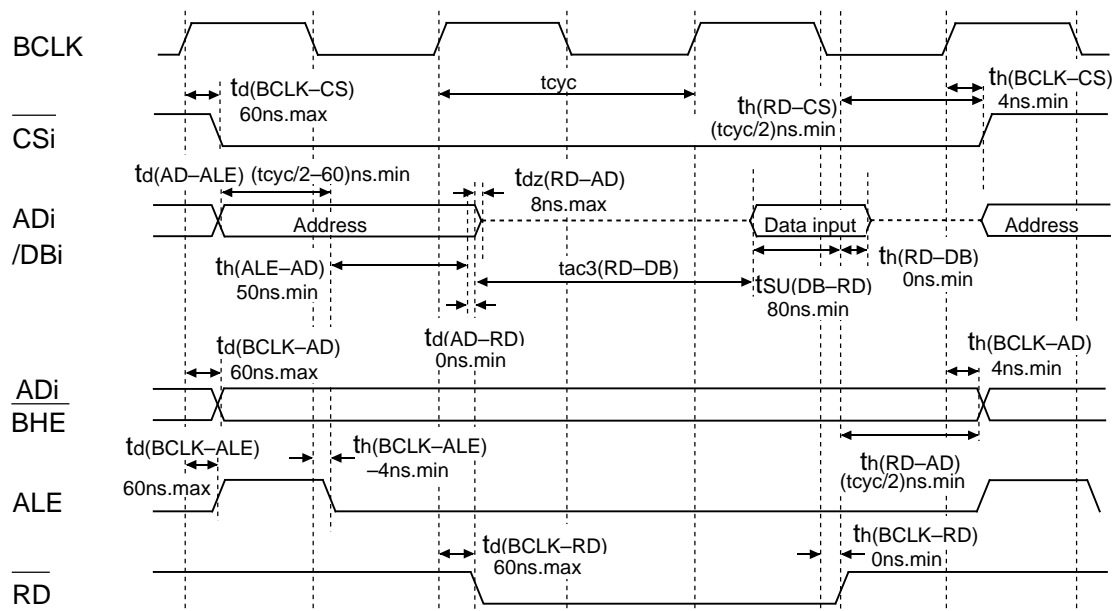 BCLK
td(BCLK–CS)
60ns.max
tcyc
th(RD–CS)
(tcyc/2)ns.min
th(BCLK–CS)
4ns.min
CSi
td(AD–ALE) (tcyc/2–60)ns.min
tdz(RD–AD)
8ns.max
ADi
/DBi
Address
Data input
Address
th(ALE–AD)
50ns.min
tac3(RD–DB)
tSU(DB–RD)
80ns.min
th(RD–DB)
0ns.min
td(AD–RD)
0ns.min
td(BCLK–AD)
60ns.max
th(BCLK–AD)
4ns.min
ADi
BHE
td(BCLK–ALE)
60ns.max
th(BCLK–ALE)
–4ns.min
th(RD–AD)
(tcyc/2)ns.min
ALE
td(BCLK–RD)
60ns.max
th(BCLK–RD)
0ns.min
RD